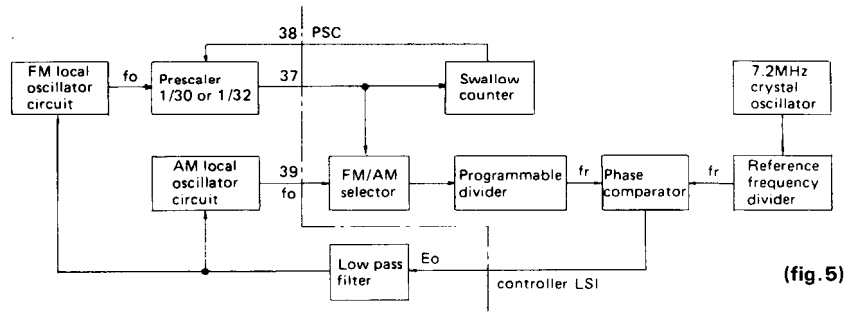 38 PSC
FM local
oscillator
circuit
fo
Prescaler
1/30 or 1/32
37
Swallow
counter
7.2MHz
crystal
oscillator
AM local
oscillator
circuit
39
fo
FM/AM
selector
Programmable
divider
fr
Phase
comparator
fr
Reference
frequency
divider
Low pass
filter
Eo
controller LSI
(fig.5)